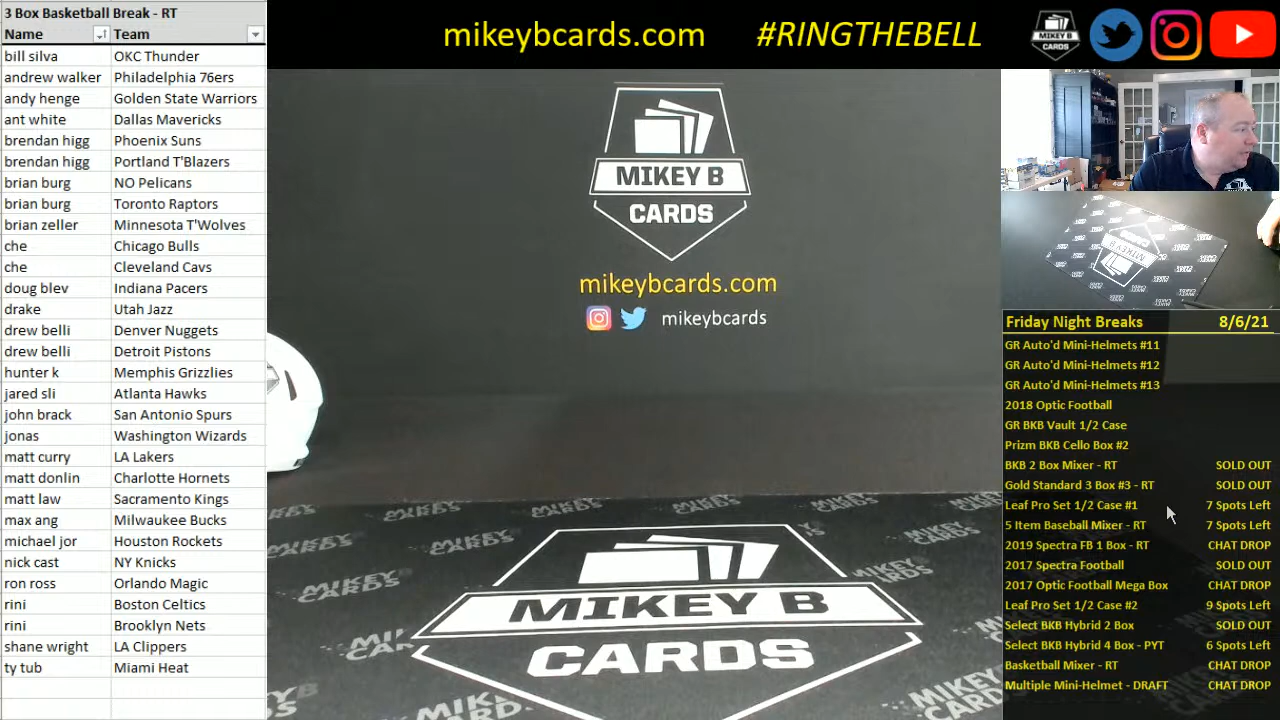 3 Box Basketball Break - RT
Name Team
bill silva OKC Thunder
andrew walker Philadelphia 76ers
andy henge Golden State Warriors
ant white Dallas Mavericks
brendan higg Phoenix Suns
brendan higg Portland T'Blazers
brian burg NO Pelicans
brian burg Toronto Raptors
brian zeller Minnesota T'Wolves
che Chicago Bulls
che Cleveland Cavs
doug blev Indiana Pacers
drake Utah Jazz
drew belli Denver Nuggets
drew belli Detroit Pistons
hunter k Memphis Grizzlies
jared sli Atlanta Hawks
john brack San Antonio Spurs
jonas Washington Wizards
matt curry LA Lakers
matt donlin Charlotte Hornets
matt law Sacramento Kings
max ang Milwaukee Bucks
michael jor Houston Rockets
nick cast NY Knicks
ron ross Orlando Magic
rini Boston Celtics
rini Brooklyn Nets
shane wright LA Clippers
ty tub Miami Heat
mikeybcards.com #RINGTHEBELL
MIKEY B
CARDS
MIKEY B
CARDS
mikeybcards.com
mikeybcards
MIKEY B
CARDS
MIKEY B
Friday Night Breaks 8/6/21
GR Auto'd Mini-Helmets #11
GR Auto'd Mini-Helmets #12
GR Auto'd Mini-Helmets #13
2018 Optic Football
GR BKB Vault 1/2 Case
Prizm BKB Cello Box #2
BKB 2 Box Mixer - RT SOLD OUT
Gold Standard 3 Box #3 - RT SOLD OUT
Leaf Pro Set 1/2 Case #1 7 Spots Left
5 Item Baseball Mixer - RT 7 Spots Left
2019 Spectra FB 1 Box - RT CHAT DROP
2017 Spectra Football SOLD OUT
2017 Optic Football Mega Box CHAT DROP
Leaf Pro Set 1/2 Case #2 9 Spots Left
Select BKB Hybrid 2 Box SOLD OUT
Select BKB Hybrid 4 Box - PYT 6 Spots Left
Basketball Mixer - RT CHAT DROP
Multiple Mini-Helmet - DRAFT CHAT DROP